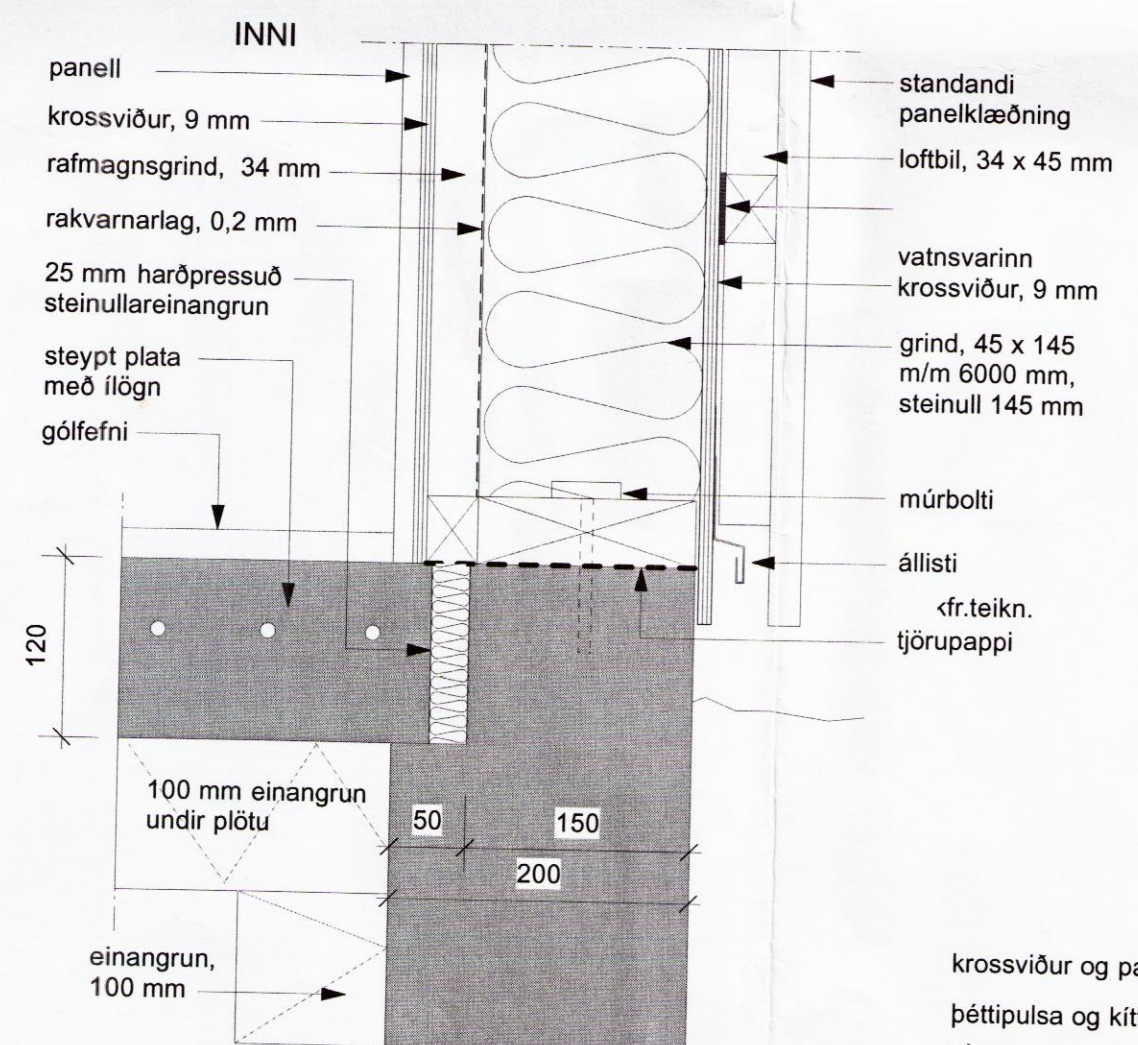 INNI
panell
krossviður, 9 mm
rafmagnsgrind, 34 mm
rakvarnarlag, 0,2 mm
25 mm harðpressuð
steinullareinangrun
steypt plata
með ílögn
gólfefni
120
100 mm einangrun
undir plötu
50
150
200
einangrun,
100 mm
standandi
panelklæðning
loftbil, 34 x 45 mm
vatnsvarinn
krossviður, 9 mm
grind, 45 x 145
m/m 6000 mm,
steinull 145 mm
múrbolti
állisti
fr.teikn.
tjörupappi
krossviður og
þéttipulsa og